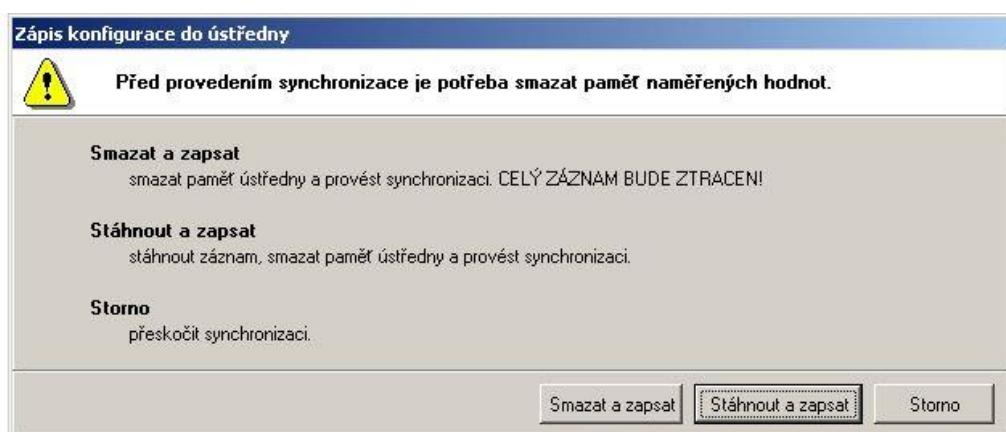 Zápis konfigurace do ústředny
Před provedením synchronizace je potřeba smazat paměť naměřených hodnot.
Smazat a zapsat
smazat paměť ústředny a provést synchronizaci. CELÝ ZÁZNAM BUDE ZTRACEN!
Stáhnout a zapsat
stáhnout záznam, smazat paměť ústředny a provést synchronizaci.
Storno
přeskočit synchronizaci.
Smazat a zapsat Stáhnout a zapsat Storno